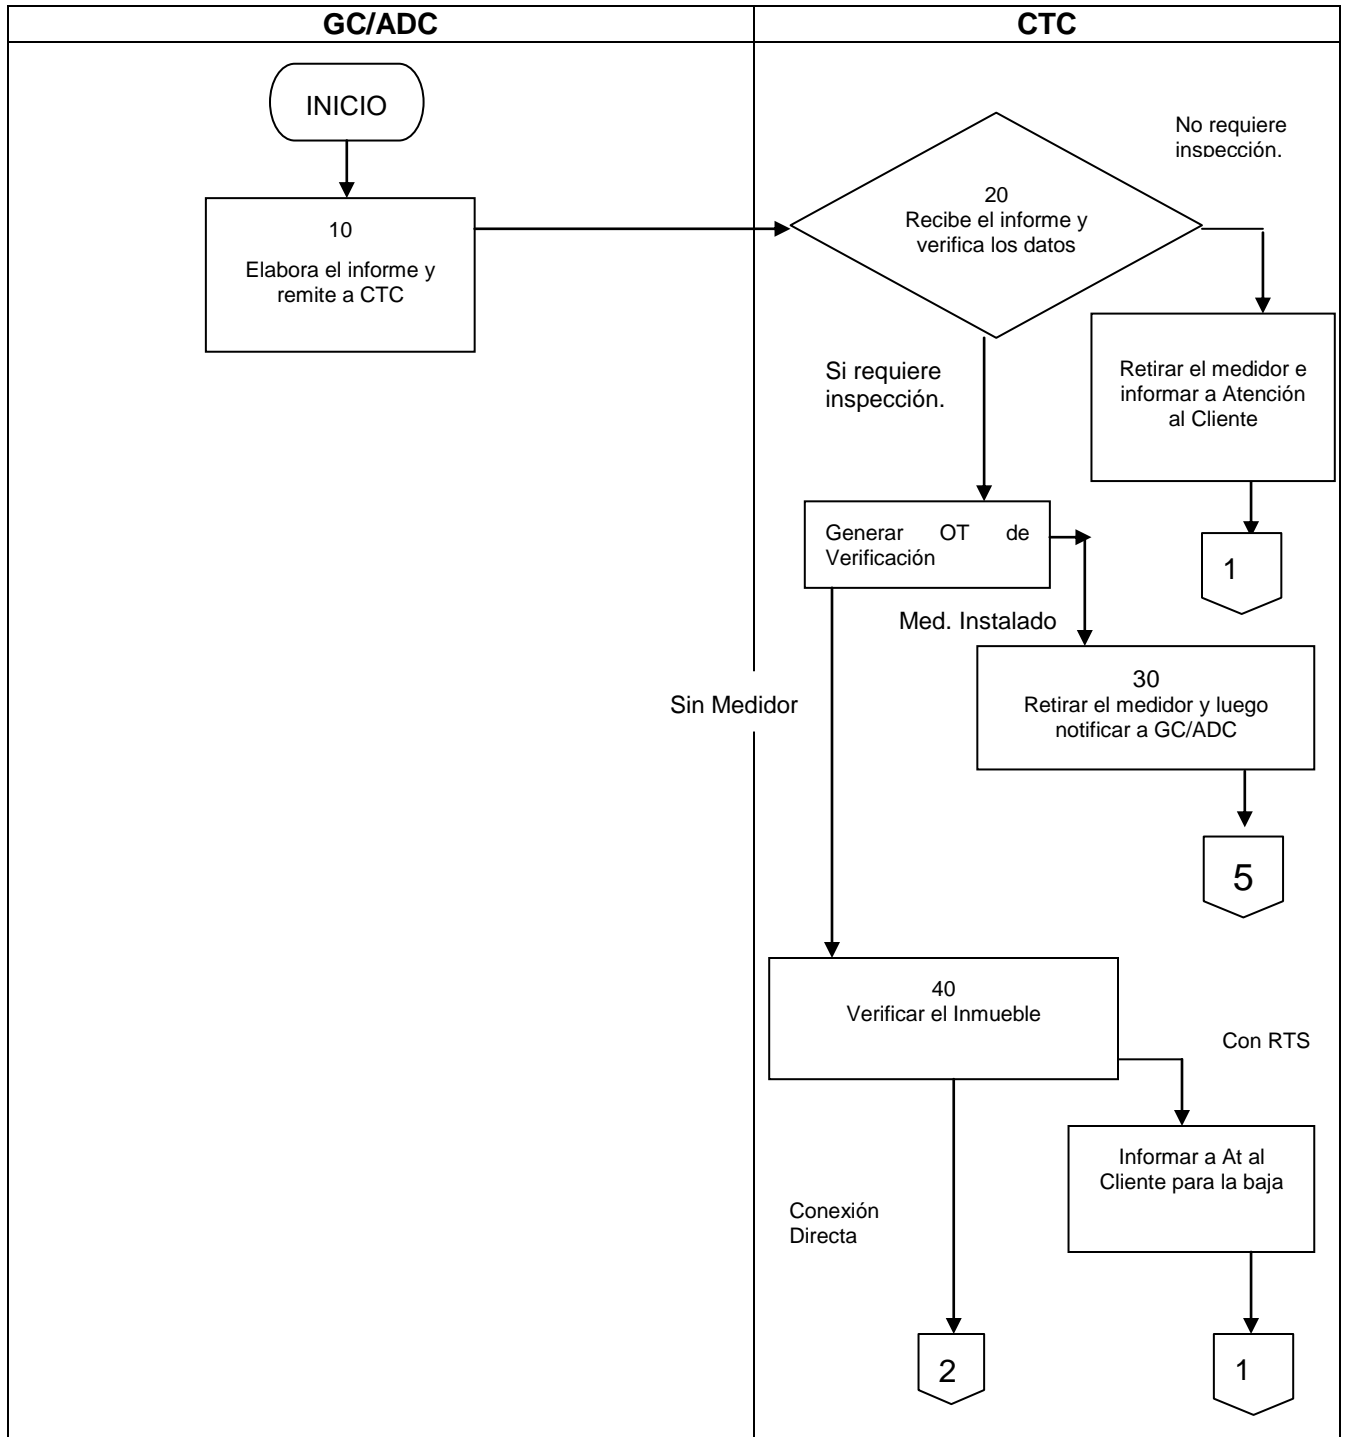 GC/ADC
CTC
INICIO
10
Elabora el informe y
remite a CTC
20
Recibe el informe y
verifica los datos
No requiere
inspección.
Si requiere
inspección.
Retirar el medidor e
informar a Atención
al Cliente
Generar OT de
Verificación
1
Med. Instalado
30
Retirar el medidor y luego
notificar a GC/ADC
Sin Medidor
5
40
Verificar el Inmueble
Con RTS
Informar a At al
Cliente para la baja
Conexión
Directa
2
1